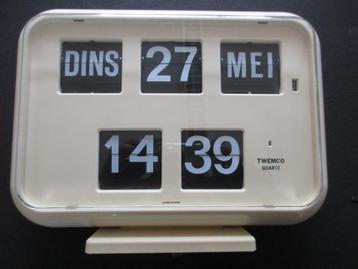 DINS 27 MEI
14 39
TWEMCO
QUARTZ